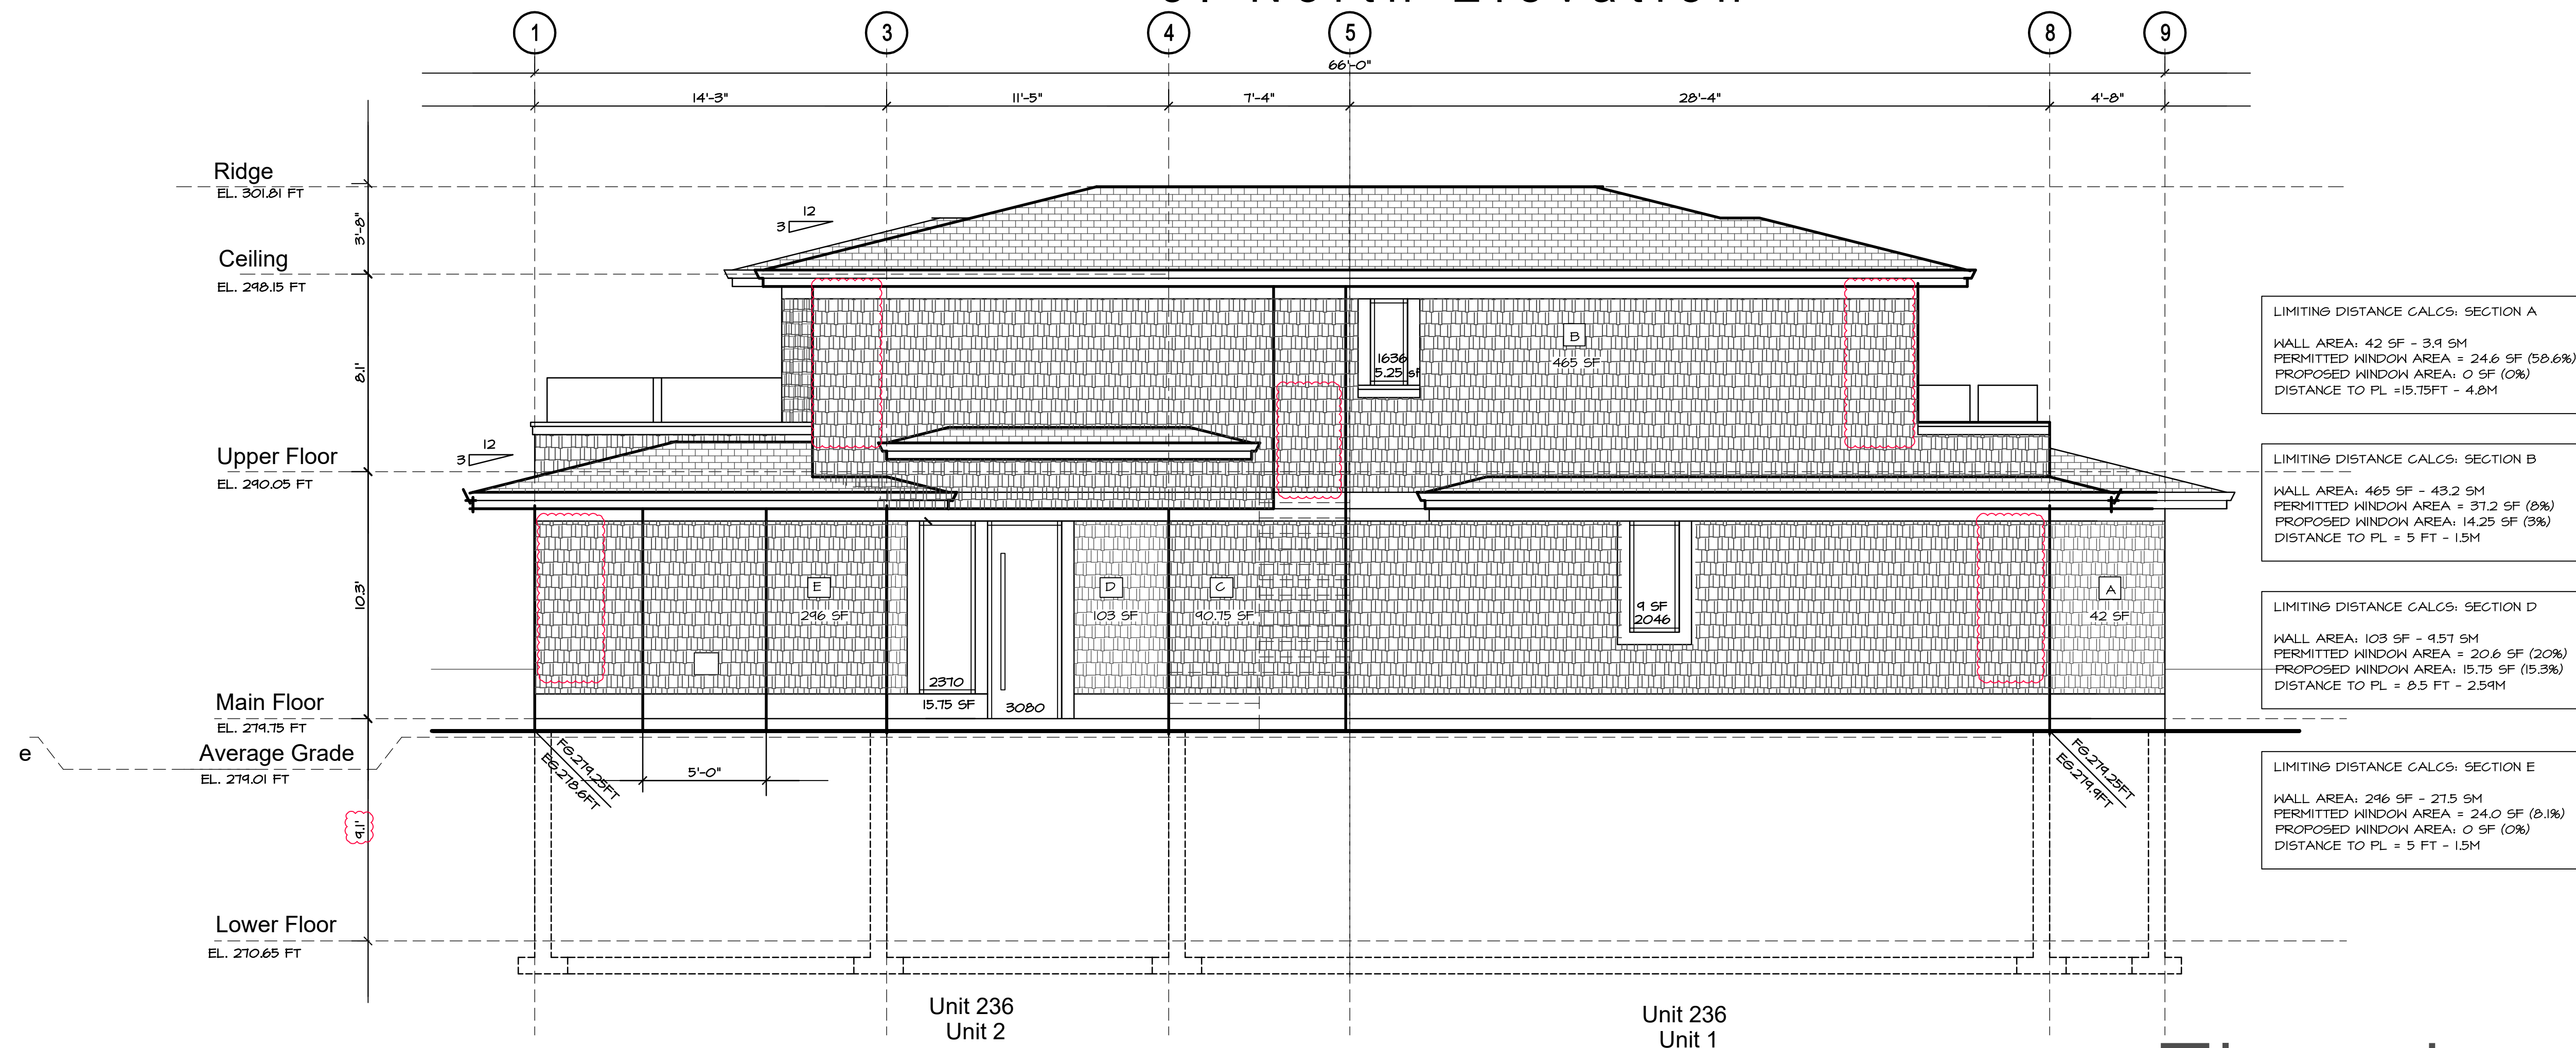 1
3
4
5
8
9
66'-0"
14'-3"
11'-5"
7'-4"
28'-4"
4'-8"
Ridge
EL. 301.81 FT
3'-8"
12
3
Ceiling
EL. 298.15 FT
8.1'
12
3
Upper Floor
EL. 290.05 FT
10.3'
Main Floor
EL. 279.75 FT
e
Average Grade
EL. 279.01 FT
9.1'
Lower Floor
EL. 270.65 FT
B
465 SF
1636
5.25 SF
E
296 SF
D
103 SF
C
90.75 SF
9 SF
2046
A
42 SF
2370
15.75 SF
3080
FG.279.25FT
EG.278.6FT
5'-0"
FG.279.25FT
EG.279.9FT
Unit 236
Unit 2
Unit 236
Unit 1
LIMITING DISTANCE CALCS: SECTION A
WALL AREA: 42 SF - 3.9 SM
PERMITTED WINDOW AREA = 24.6 SF (58.6%)
PROPOSED WINDOW AREA: 0 SF (0%)
DISTANCE TO PL =15.75FT - 4.8M
LIMITING DISTANCE CALCS: SECTION B
WALL AREA: 465 SF - 43.2 SM
PERMITTED WINDOW AREA = 37.2 SF (8%)
PROPOSED WINDOW AREA: 14.25 SF (3%)
DISTANCE TO PL = 5 FT - 1.5M
LIMITING DISTANCE CALCS: SECTION D
WALL AREA: 103 SF - 9.57 SM
PERMITTED WINDOW AREA = 20.6 SF (20%)
PROPOSED WINDOW AREA: 15.75 SF (15.3%)
DISTANCE TO PL = 8.5 FT - 2.59M
LIMITING DISTANCE CALCS: SECTION E
WALL AREA: 296 SF - 27.5 SM
PERMITTED WINDOW AREA = 24.0 SF (8.1%)
PROPOSED WINDOW AREA: 0 SF (0%)
DISTANCE TO PL = 5 FT - 1.5M